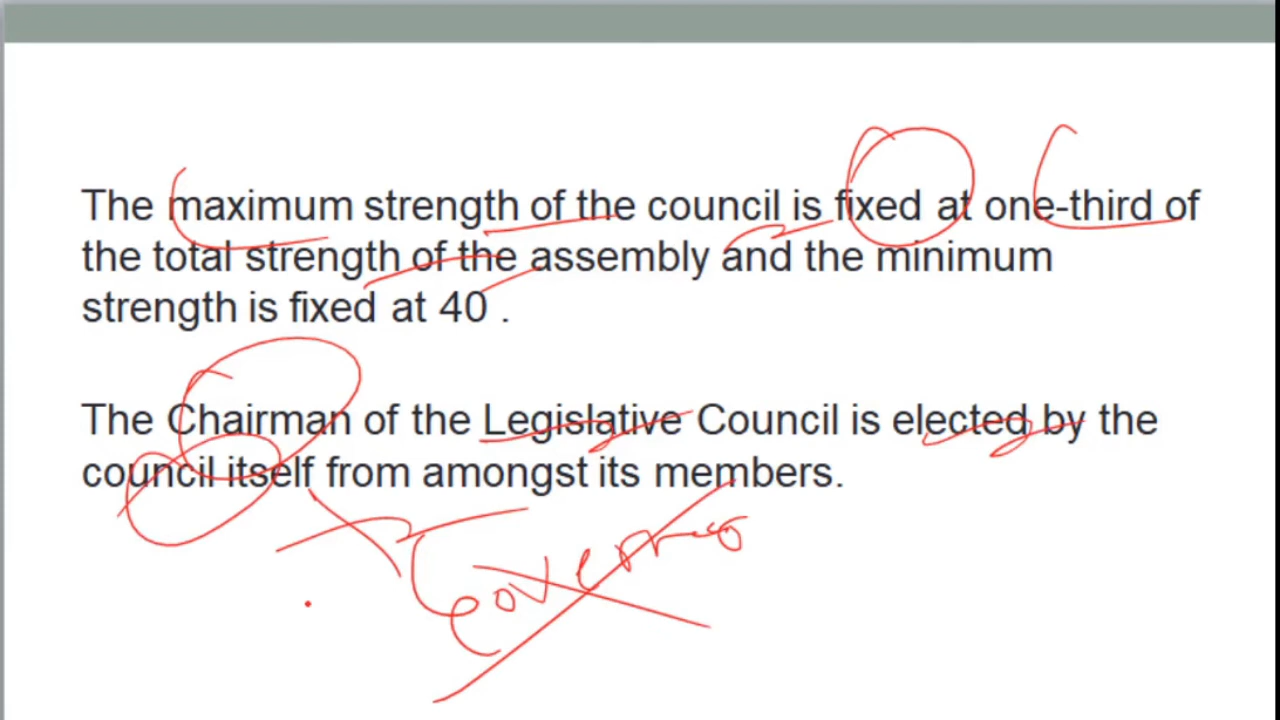 The maximum strength of the council is fixed at one-third of
the total strength of the assembly and the minimum
strength is fixed at 40 .
The Chairman of the Legislative Council is elected by the
council itself from amongst its members.
Governo